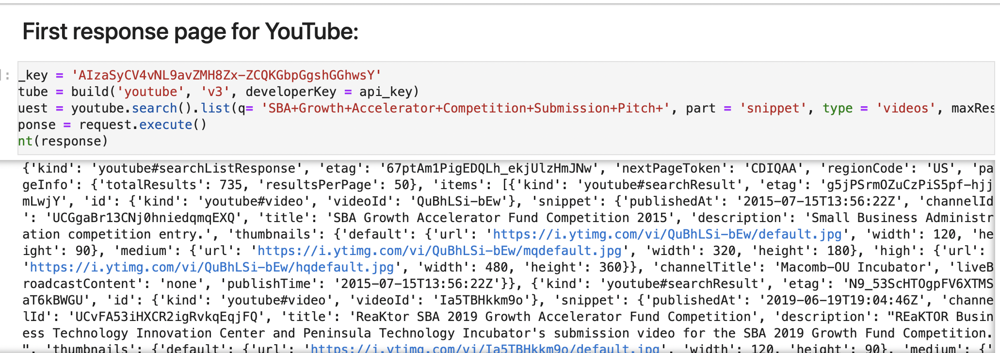 First response page for YouTube:
]:
_key = 'AIzaSyCV4vNL9avZMH8Zx-ZCQKGbpGgshGGhwsY'
tube = build('youtube', 'v3', developerKey = api_key)
uest = youtube.search().list(q= 'SBA+Growth+Accelerator+Competition+Submission+Pitch+', part = 'snippet', type = 'videos', maxRes
ponse = request.execute()
nt(response)
{'kind': 'youtube#searchListResponse', 'etag': '67ptAm1PigEDQLh_ekjUlzHmJNw', 'nextPageToken': 'CDIQAA', 'regionCode': 'US', 'pa
geInfo': {'totalResults': 735, 'resultsPerPage': 50}, 'items': [{'kind': 'youtube#searchResult', 'etag': 'g5jPSrmOZuCzPiS5pf-hjj
mLwjY', 'id': {'kind': 'youtube#video', 'videoId': 'QuBhLSi-bEw'}, 'snippet': {'publishedAt': '2015-07-15T13:56:22Z', 'channelId
': 'UCGgaBr13CNj0hniedqmqEXQ', 'title': 'SBA Growth Accelerator Fund Competition 2015', 'description': 'Small Business Administr
ation competition entry.', 'thumbnails': {'default': {'url': 'https://i.ytimg.com/vi/QuBhLSi-bEw/default.jpg', 'width': 120, 'he
ight': 90}, 'medium': {'url': 'https://i.ytimg.com/vi/QuBhLSi-bEw/mqdefault.jpg', 'width': 320, 'height': 180}, 'high': {'url':
'https://i.ytimg.com/vi/QuBhLSi-bEw/hqdefault.jpg', 'width': 480, 'height': 360}}, 'channelTitle': 'Macomb-OU Incubator', 'liveB
roadcastContent': 'none', 'publishTime': '2015-07-15T13:56:22Z'}}, {'kind': 'youtube#searchResult', 'etag': 'N9_53ScHTOgpFV6XTMS
aT6kBWGU', 'id': {'kind': 'youtube#video', 'videoId': 'Ia5TBHkkm9o'}, 'snippet': {'publishedAt': '2019-06-19T19:04:46Z', 'channe
lId': 'UCvFA53iHXCR2igRvkqEqjFQ', 'title': 'ReaKtor SBA 2019 Growth Accelerator Fund Competition', 'description': "REaKTOR Busin
ess Technology Innovation Center and Peninsula Technology Incubator's submission video for the SBA 2019 Growth Fund Competition.
", 'thumbnails': {'default': {'url': 'https://i.ytimg.com/vi/Ia5TBHkkm9o/default.jpg', 'width': 120, 'height': 90}, 'medium': {'